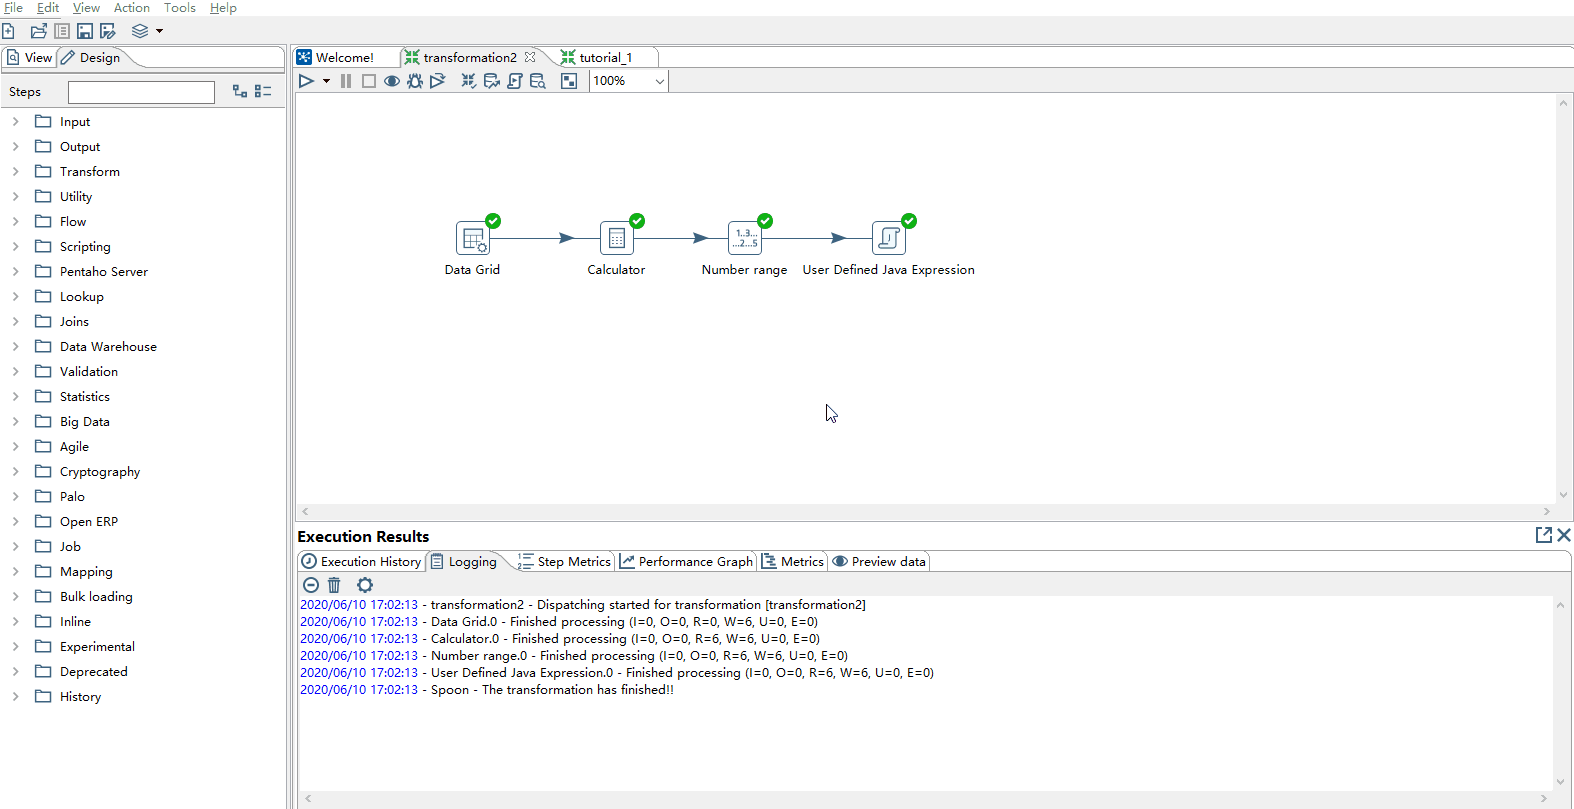 File Edit View Action Tools Help
View Design
Welcome! transformation2 tutorial_1
100%
Steps
Input
Output
Transform
Utility
Flow
Scripting
Pentaho Server
Lookup
Joins
Data Warehouse
Validation
Statistics
Big Data
Agile
Cryptography
Palo
Open ERP
Job
Mapping
Bulk loading
Inline
Experimental
Deprecated
History
1..3...
...2...5
Data Grid Calculator Number range User Defined Java Expression
Execution Results
Execution History Logging Step Metrics Performance Graph Metrics Preview data
2020/06/10 17:02:13 - transformation2 - Dispatching started for transformation [transformation2]
2020/06/10 17:02:13 - Data Grid.0 - Finished processing (I=0, O=0, R=0, W=6, U=0, E=0)
2020/06/10 17:02:13 - Calculator.0 - Finished processing (I=0, O=0, R=6, W=6, U=0, E=0)
2020/06/10 17:02:13 - Number range.0 - Finished processing (I=0, O=0, R=6, W=6, U=0, E=0)
2020/06/10 17:02:13 - User Defined Java Expression.0 - Finished processing (I=0, O=0, R=6, W=6, U=0, E=0)
2020/06/10 17:02:13 - Spoon - The transformation has finished!!